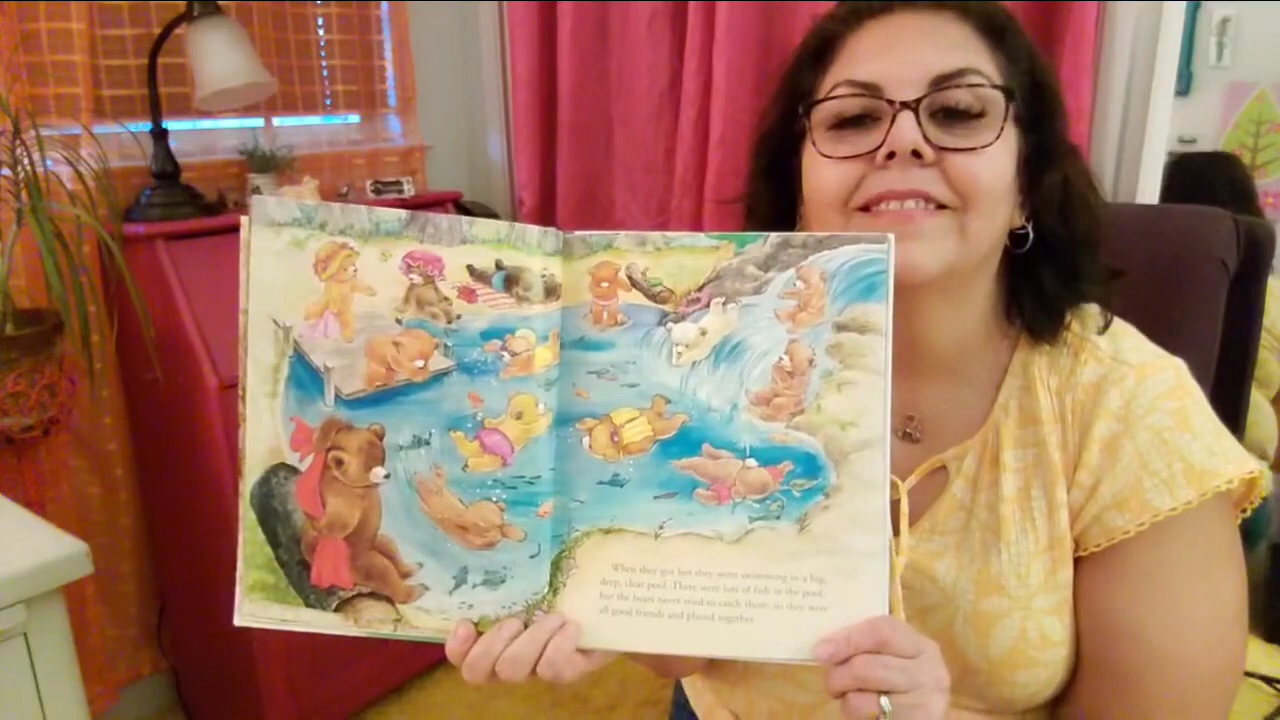 When they got hot they went swimming in a big,
deep, clear pool. There were lots of fish in the pool,
but the bears never tried to catch them, so they were
all good friends and played together.